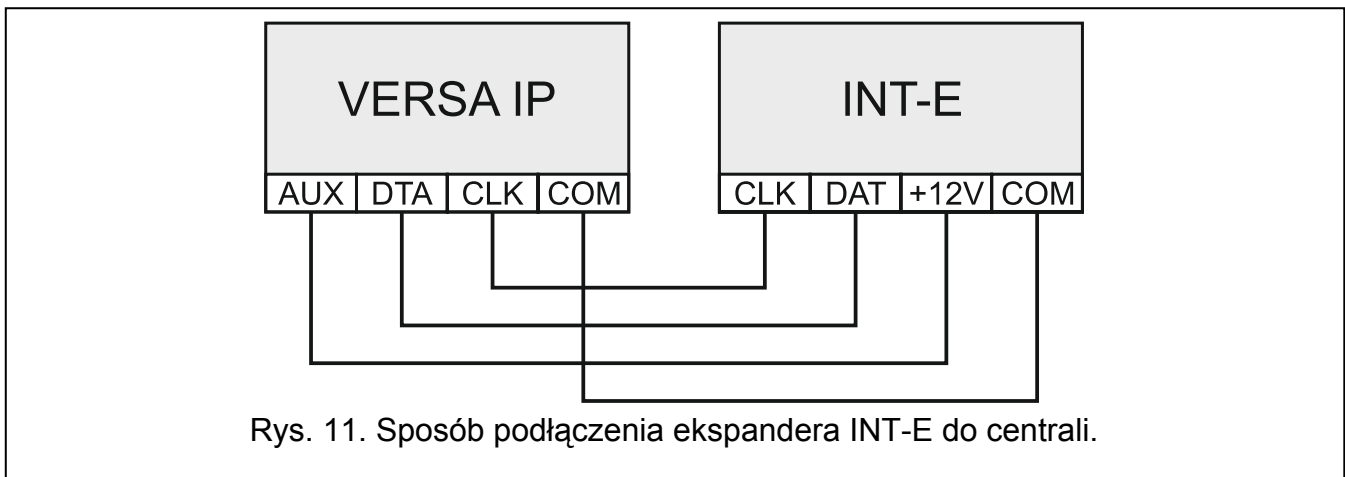 VERSA IP
INT-E
AUX DTA CLK COM
CLK DAT +12V COM
Rys. 11. Sposób podłączenia ekspandera INT-E do centrali.